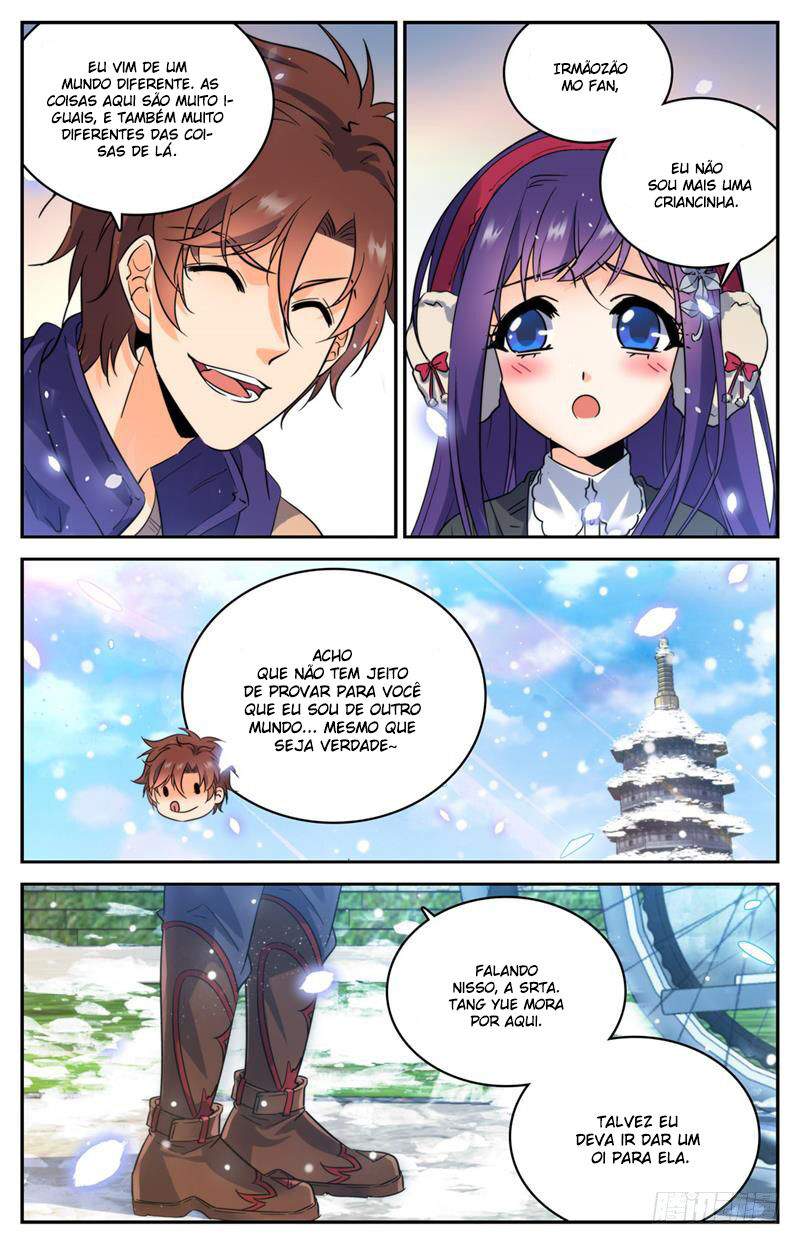 EU VIM DE UM
MUNDO DIFERENTE. AS
COISAS AQUI SÃO MUITO I-
GUAIS, E TAMBÉM MUITO
DIFERENTES DAS COI-
SAS DE LÁ.
IRMÃOZÃO
MO FAN,
EU NÃO
SOU MAIS UMA
CRIANCINHA.
ACHO
QUE NÃO TEM JEITO
DE PROVAR PARA VOCÊ
QUE EU SOU DE OUTRO
MUNDO... MESMO QUE
SEJA VERDADE~
FALANDO
NISSO, A SRTA.
TANG YUE MORA
POR AQUI.
TALVEZ EU
DEVA IR DAR UM
OI PARA ELA.